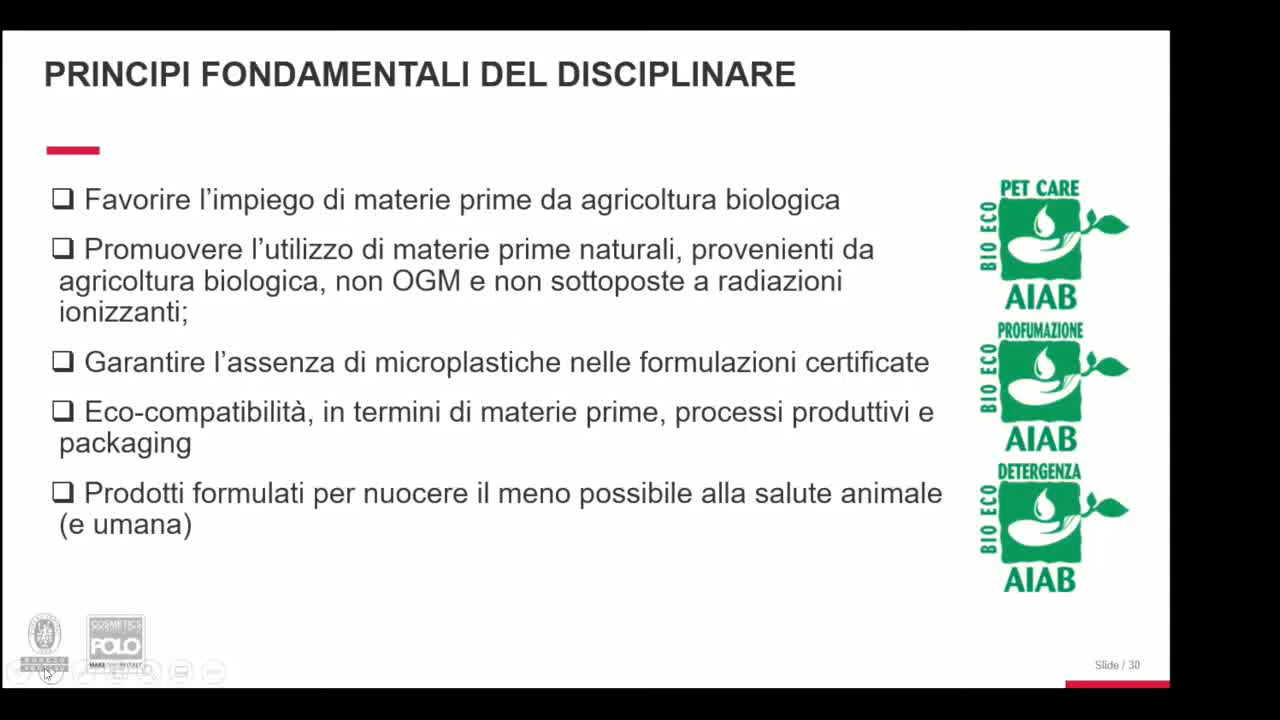 PRINCIPI FONDAMENTALI DEL DISCIPLINARE
❑ Favorire l’impiego di materie prime da agricoltura biologica
❑ Promuovere l’utilizzo di materie prime naturali, provenienti da
agricoltura biologica, non OGM e non sottoposte a radiazioni
ionizzanti;
❑ Garantire l’assenza di microplastiche nelle formulazioni certificate
❑ Eco-compatibilità, in termini di materie prime, processi produttivi e
packaging
❑ Prodotti formulati per nuocere il meno possibile alla salute animale
(e umana)
PET CARE
BIO ECO
AIAB
PROFUMAZIONE
BIO ECO
AIAB
DETERGENZA
BIO ECO
AIAB
COSMETICS
POLO
Slide / 30